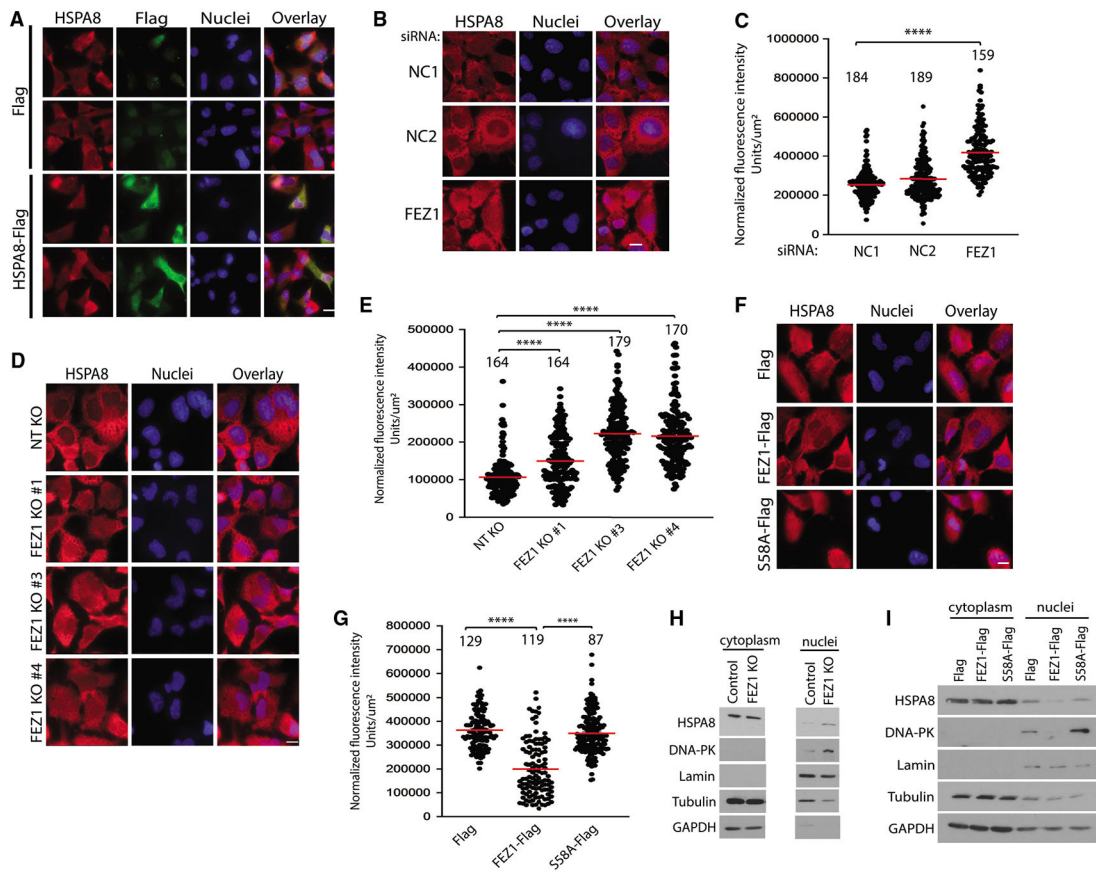 A
HSPA8 Flag Nuclei Overlay
Flag
HSPA8-Flag
B
HSPA8 Nuclei Overlay
siRNA:
NC1
NC2
FEZ1
C
Normalized fluorescence intensity
Units/um²
1000000
800000
600000
400000
200000
0
184 189 159
****
siRNA: NC1 NC2 FEZ1
D
HSPA8 Nuclei Overlay
NT KO
FEZ1 KO #1
FEZ1 KO #3
FEZ1 KO #4
E
Normalized fluorescence intensity
Units/um²
500000
400000
300000
200000
100000
0
****
****
****
164 164 179 170
NT KO FEZ1 KO #1 FEZ1 KO #3 FEZ1 KO #4
F
HSPA8 Nuclei Overlay
Flag
FEZ1-Flag
S58A-Flag
G
Normalized fluorescence intensity
Units/um²
800000
700000
600000
500000
400000
300000
200000
100000
0
**** ****
129 119 87
Flag FEZ1-Flag S58A-Flag
H
cytoplasm nuclei
Control FEZ1 KO Control FEZ1 KO
HSPA8
DNA-PK
Lamin
Tubulin
GAPDH
I
cytoplasm nuclei
Flag FEZ1-Flag S58A-Flag Flag FEZ1-Flag S58A-Flag
HSPA8
DNA-PK
Lamin
Tubulin
GAPDH